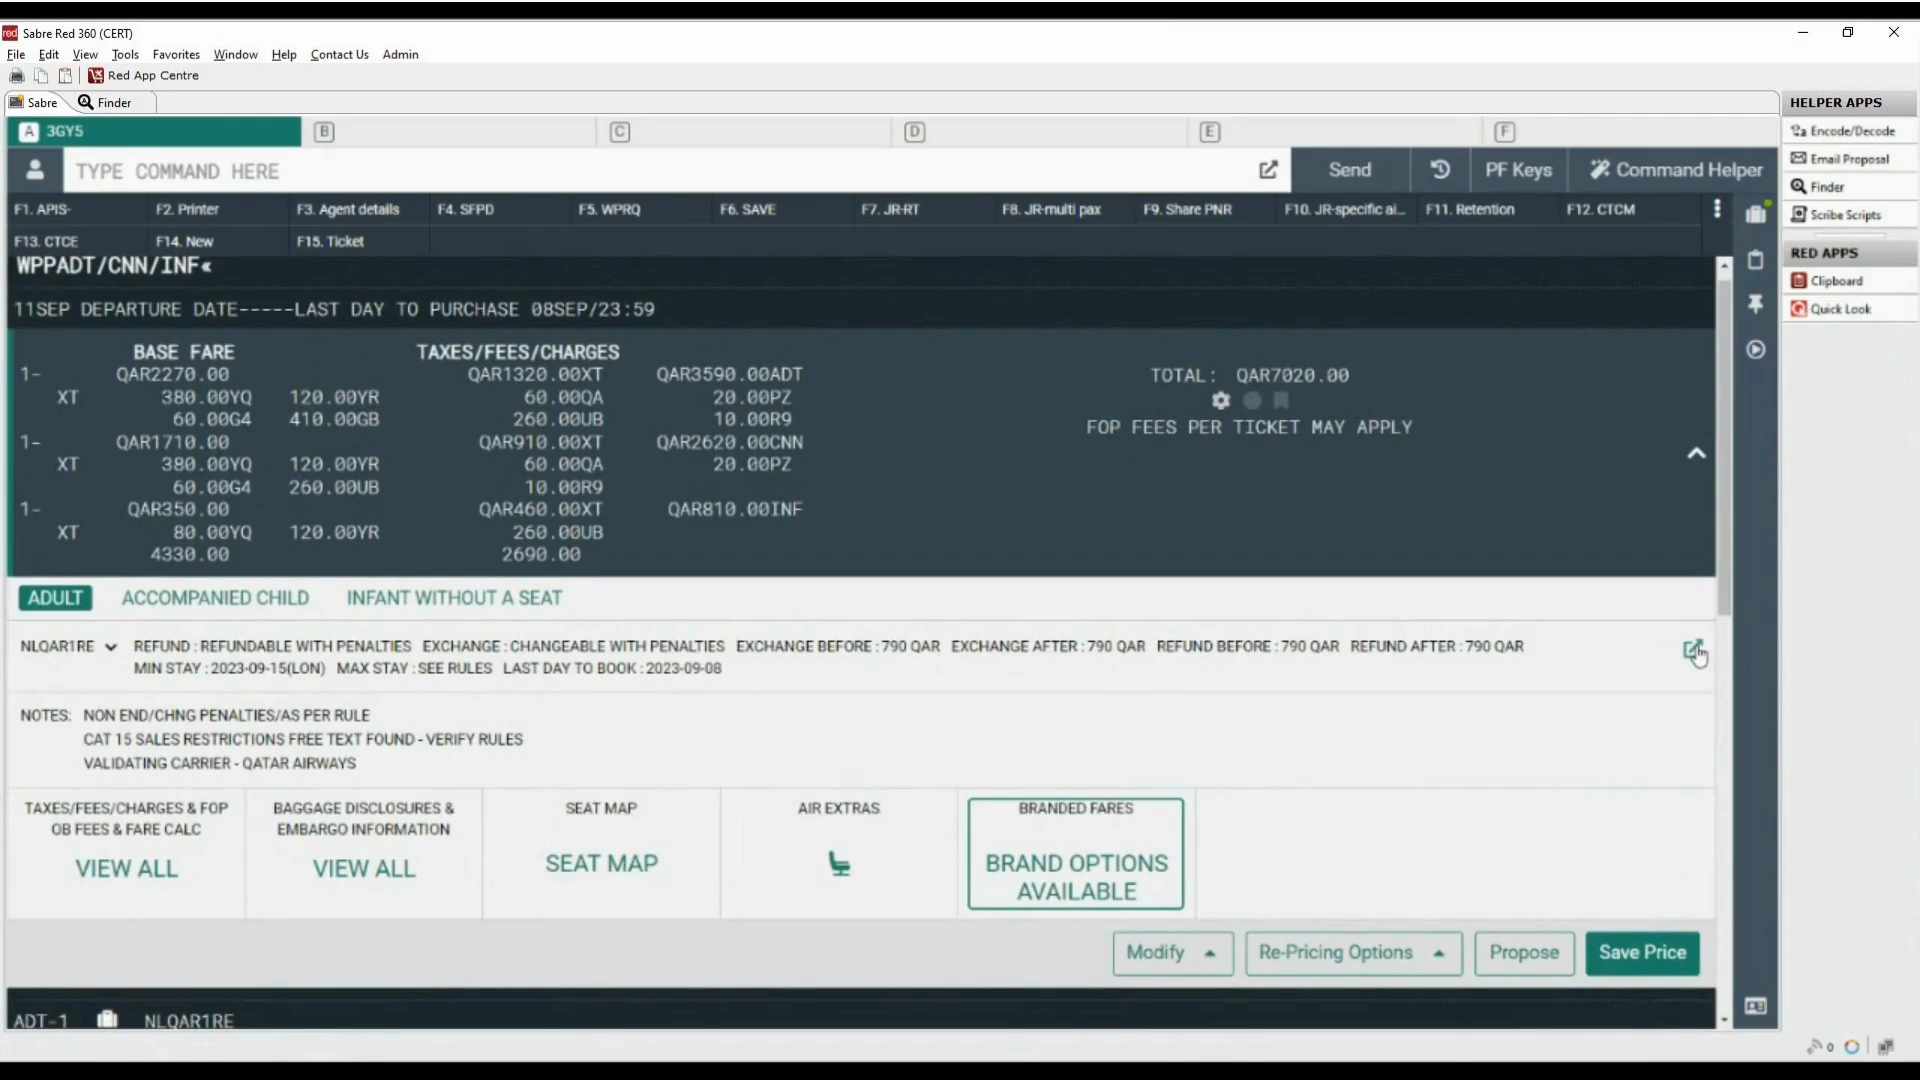 red Sabre Red 360 (CERT)
File Edit View Tools Favorites Window Help Contact Us Admin
Red App Centre
Sabre Finder
HELPER APPS
A 3GY5 B C D E F
Encode/Decode
Email Proposal
TYPE COMMAND HERE Send PF Keys Command Helper
Finder
F1. APIS- F2. Printer F3. Agent details F4. SFPD F5. WPRQ F6. SAVE F7. JR-RT F8. JR-multi pax F9. Share PNR F10. JR-specific ai... F11. Retention F12. CTCM
Scribe Scripts
F13. CTCE F14. New F15. Ticket
RED APPS
Clipboard
Quick Look
WPPADT/CNN/INF«
11SEP DEPARTURE DATE-----LAST DAY TO PURCHASE 08SEP/23:59
BASE FARE TAXES/FEES/CHARGES
1- QAR2270.00 QAR1320.00XT QAR3590.00ADT TOTAL: QAR7020.00
XT 380.00YQ 120.00YR 60.00QA 20.00PZ
60.00G4 410.00GB 260.00UB 10.00R9 FOP FEES PER TICKET MAY APPLY
1- QAR1710.00 QAR910.00XT QAR2620.00CNN
XT 380.00YQ 120.00YR 60.00QA 20.00PZ
60.00G4 260.00UB 10.00R9
1- QAR350.00 QAR460.00XT QAR810.00INF
XT 80.00YQ 120.00YR 260.00UB
4330.00 2690.00
ADULT ACCOMPANIED CHILD INFANT WITHOUT A SEAT
NLQAR1RE REFUND : REFUNDABLE WITH PENALTIES EXCHANGE : CHANGEABLE WITH PENALTIES EXCHANGE BEFORE : 790 QAR EXCHANGE AFTER : 790 QAR REFUND BEFORE : 790 QAR REFUND AFTER : 790 QAR
MIN STAY : 2023-09-15(LON) MAX STAY : SEE RULES LAST DAY TO BOOK : 2023-09-08
NOTES: NON END/CHNG PENALTIES/AS PER RULE
CAT 15 SALES RESTRICTIONS FREE TEXT FOUND - VERIFY RULES
VALIDATING CARRIER - QATAR AIRWAYS
TAXES/FEES/CHARGES & FOP
OB FEES & FARE CALC
VIEW ALL
BAGGAGE DISCLOSURES &
EMBARGO INFORMATION
VIEW ALL
SEAT MAP
SEAT MAP
AIR EXTRAS
BRANDED FARES
BRAND OPTIONS
AVAILABLE
Modify Re-Pricing Options Propose Save Price
ADT-1 NLQAR1RE
0